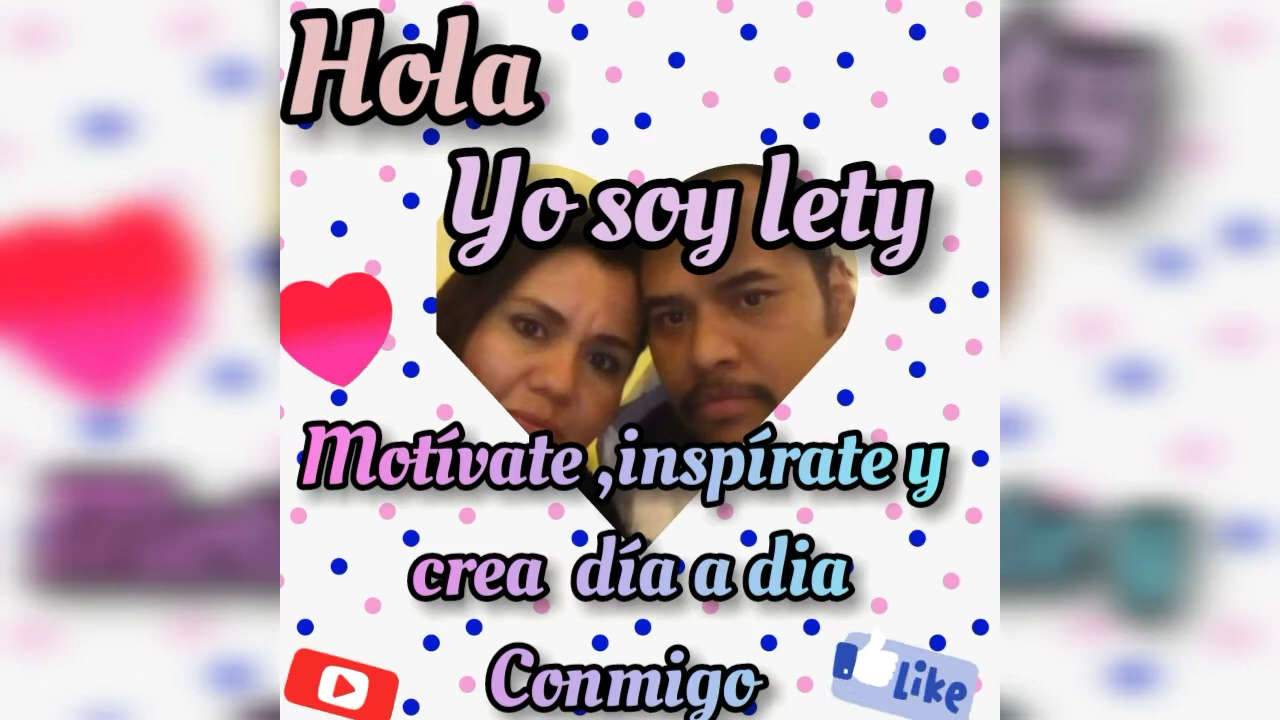 Hola
Yo soy lety
Motívate ,inspírate y
crea día a dia
Conmigo
Like